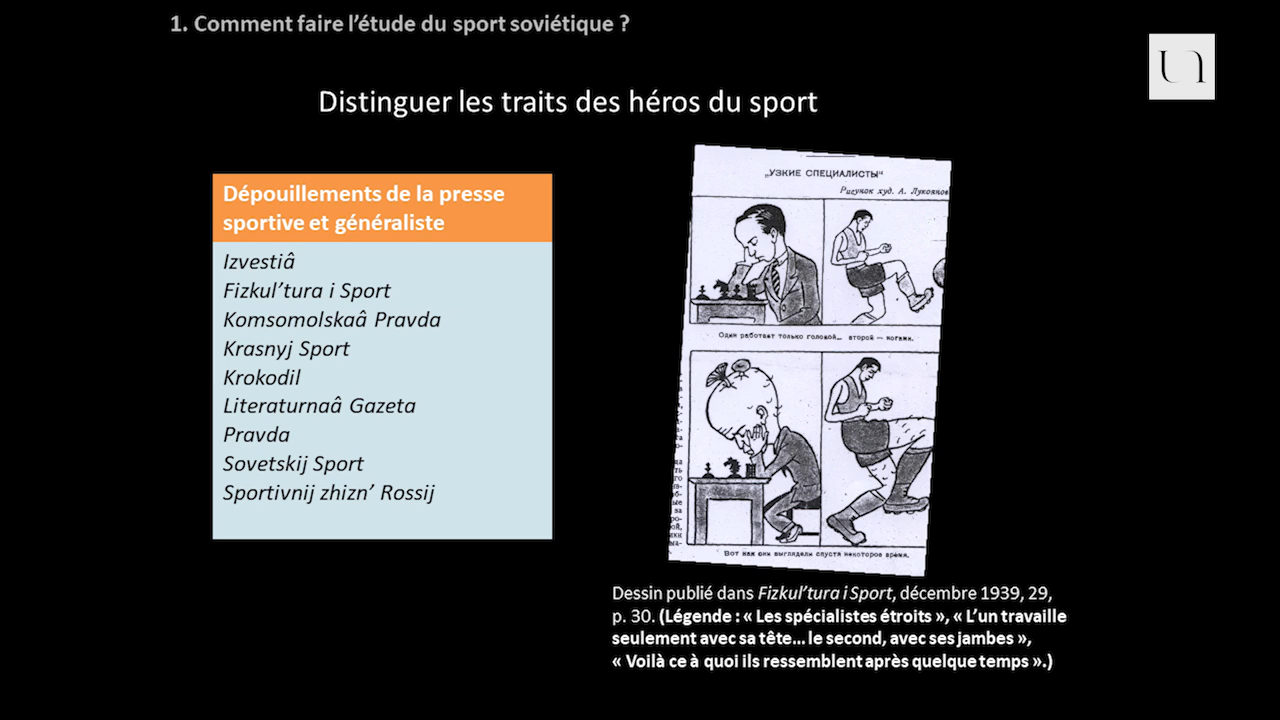 1. Comment faire l'étude du sport soviétique ?
Distinguer les traits des héros du sport
Dépouillements de la presse
sportive et généraliste
Izvestiâ
Fizkul'tura i Sport
Komsomolskaâ Pravda
Krasnyj Sport
Krokodil
Literaturnaâ Gazeta
Pravda
Sovetskij Sport
Sportivnij zhizn' Rossij
„УЗКИЕ СПЕЦИАЛИСТЫ“
Рисунок худ. А. Лукоянов
Один работает только головой... второй — ногами.
Вот как они выглядели спустя некоторое время.
Dessin publié dans Fizkul'tura i Sport, décembre 1939, 29,
p. 30. (Légende : « Les spécialistes étroits », « L'un travaille
seulement avec sa tête... le second, avec ses jambes »,
« Voilà ce à quoi ils ressemblent après quelque temps ».)